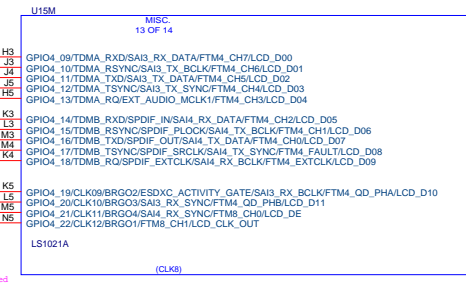 U15M
MISC.
13 OF 14
H3 GPIO4_09/TDMA_RXD/SAI3_RX_DATA/FTM4_CH7/LCD_D00
J3 GPIO4_10/TDMA_RSYNC/SAI3_TX_BCLK/FTM4_CH6/LCD_D01
J4 GPIO4_11/TDMA_TXD/SAI3_TX_DATA/FTM4_CH5/LCD_D02
J5 GPIO4_12/TDMA_TSYNC/SAI3_TX_SYNC/FTM4_CH4/LCD_D03
H5 GPIO4_13/TDMA_RQ/EXT_AUDIO_MCLK1/FTM4_CH3/LCD_D04
K3 GPIO4_14/TDMB_RXD/SPDIF_IN/SAI4_RX_DATA/FTM4_CH2/LCD_D05
L3 GPIO4_15/TDMB_RSYNC/SPDIF_PLOCK/SAI4_TX_BCLK/FTM4_CH1/LCD_D06
M3 GPIO4_16/TDMB_TXD/SPDIF_OUT/SAI4_TX_DATA/FTM4_CH0/LCD_D07
M4 GPIO4_17/TDMB_TSYNC/SPDIF_SRCLK/SAI4_TX_SYNC/FTM4_FAULT/LCD_D08
K4 GPIO4_18/TDMB_RQ/SPDIF_EXTCLK/SAI4_RX_BCLK/FTM4_EXTCLK/LCD_D09
K5 GPIO4_19/CLK09/BRGO2/ESDXC_ACTIVITY_GATE/SAI3_RX_BCLK/FTM4_QD_PHA/LCD_D10
L5 GPIO4_20/CLK10/BRGO3/SAI3_RX_SYNC/FTM4_QD_PHB/LCD_D11
M5 GPIO4_21/CLK11/BRGO4/SAI4_RX_SYNC/FTM8_CH0/LCD_DE
N5 GPIO4_22/CLK12/BRGO1/FTM8_CH1/LCD_CLK_OUT
LS1021A
(CLK8)